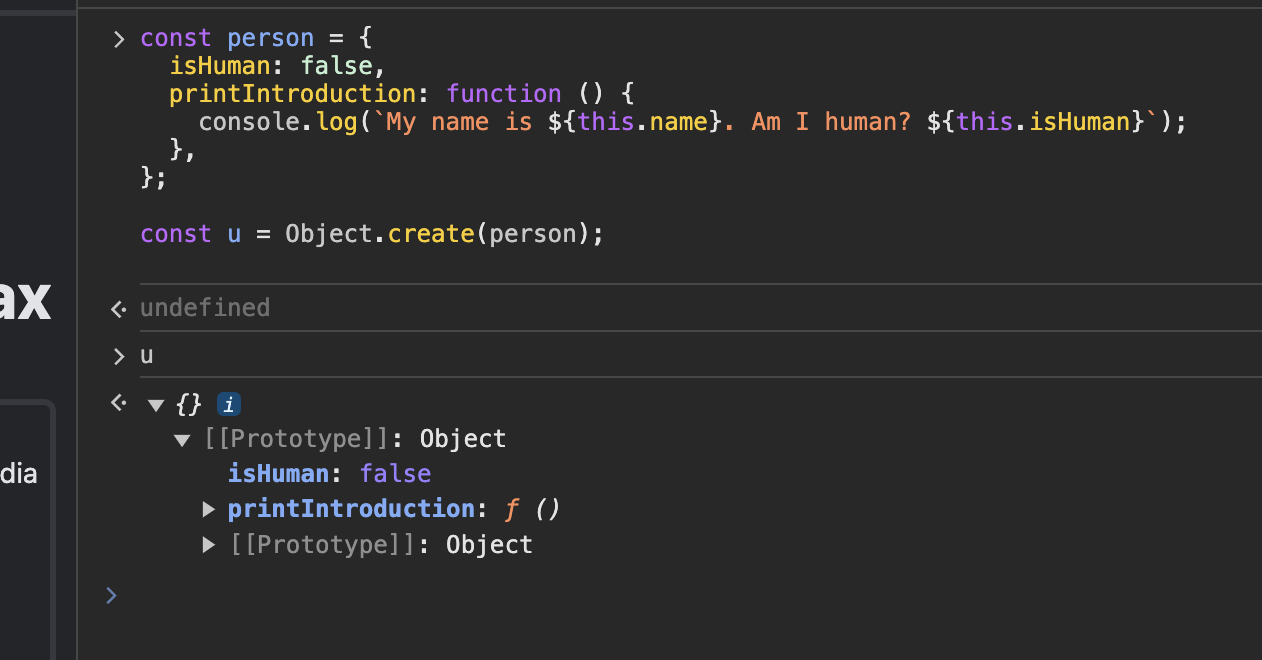 const person = {
isHuman: false,
printIntroduction: function () {
console.log(`My name is ${this.name}. Am I human? ${this.isHuman}`);
},
};
const u = Object.create(person);
ax
undefined
u
{} i
[[Prototype]]: Object
isHuman: false
dia
printIntroduction: ƒ ()
[[Prototype]]: Object